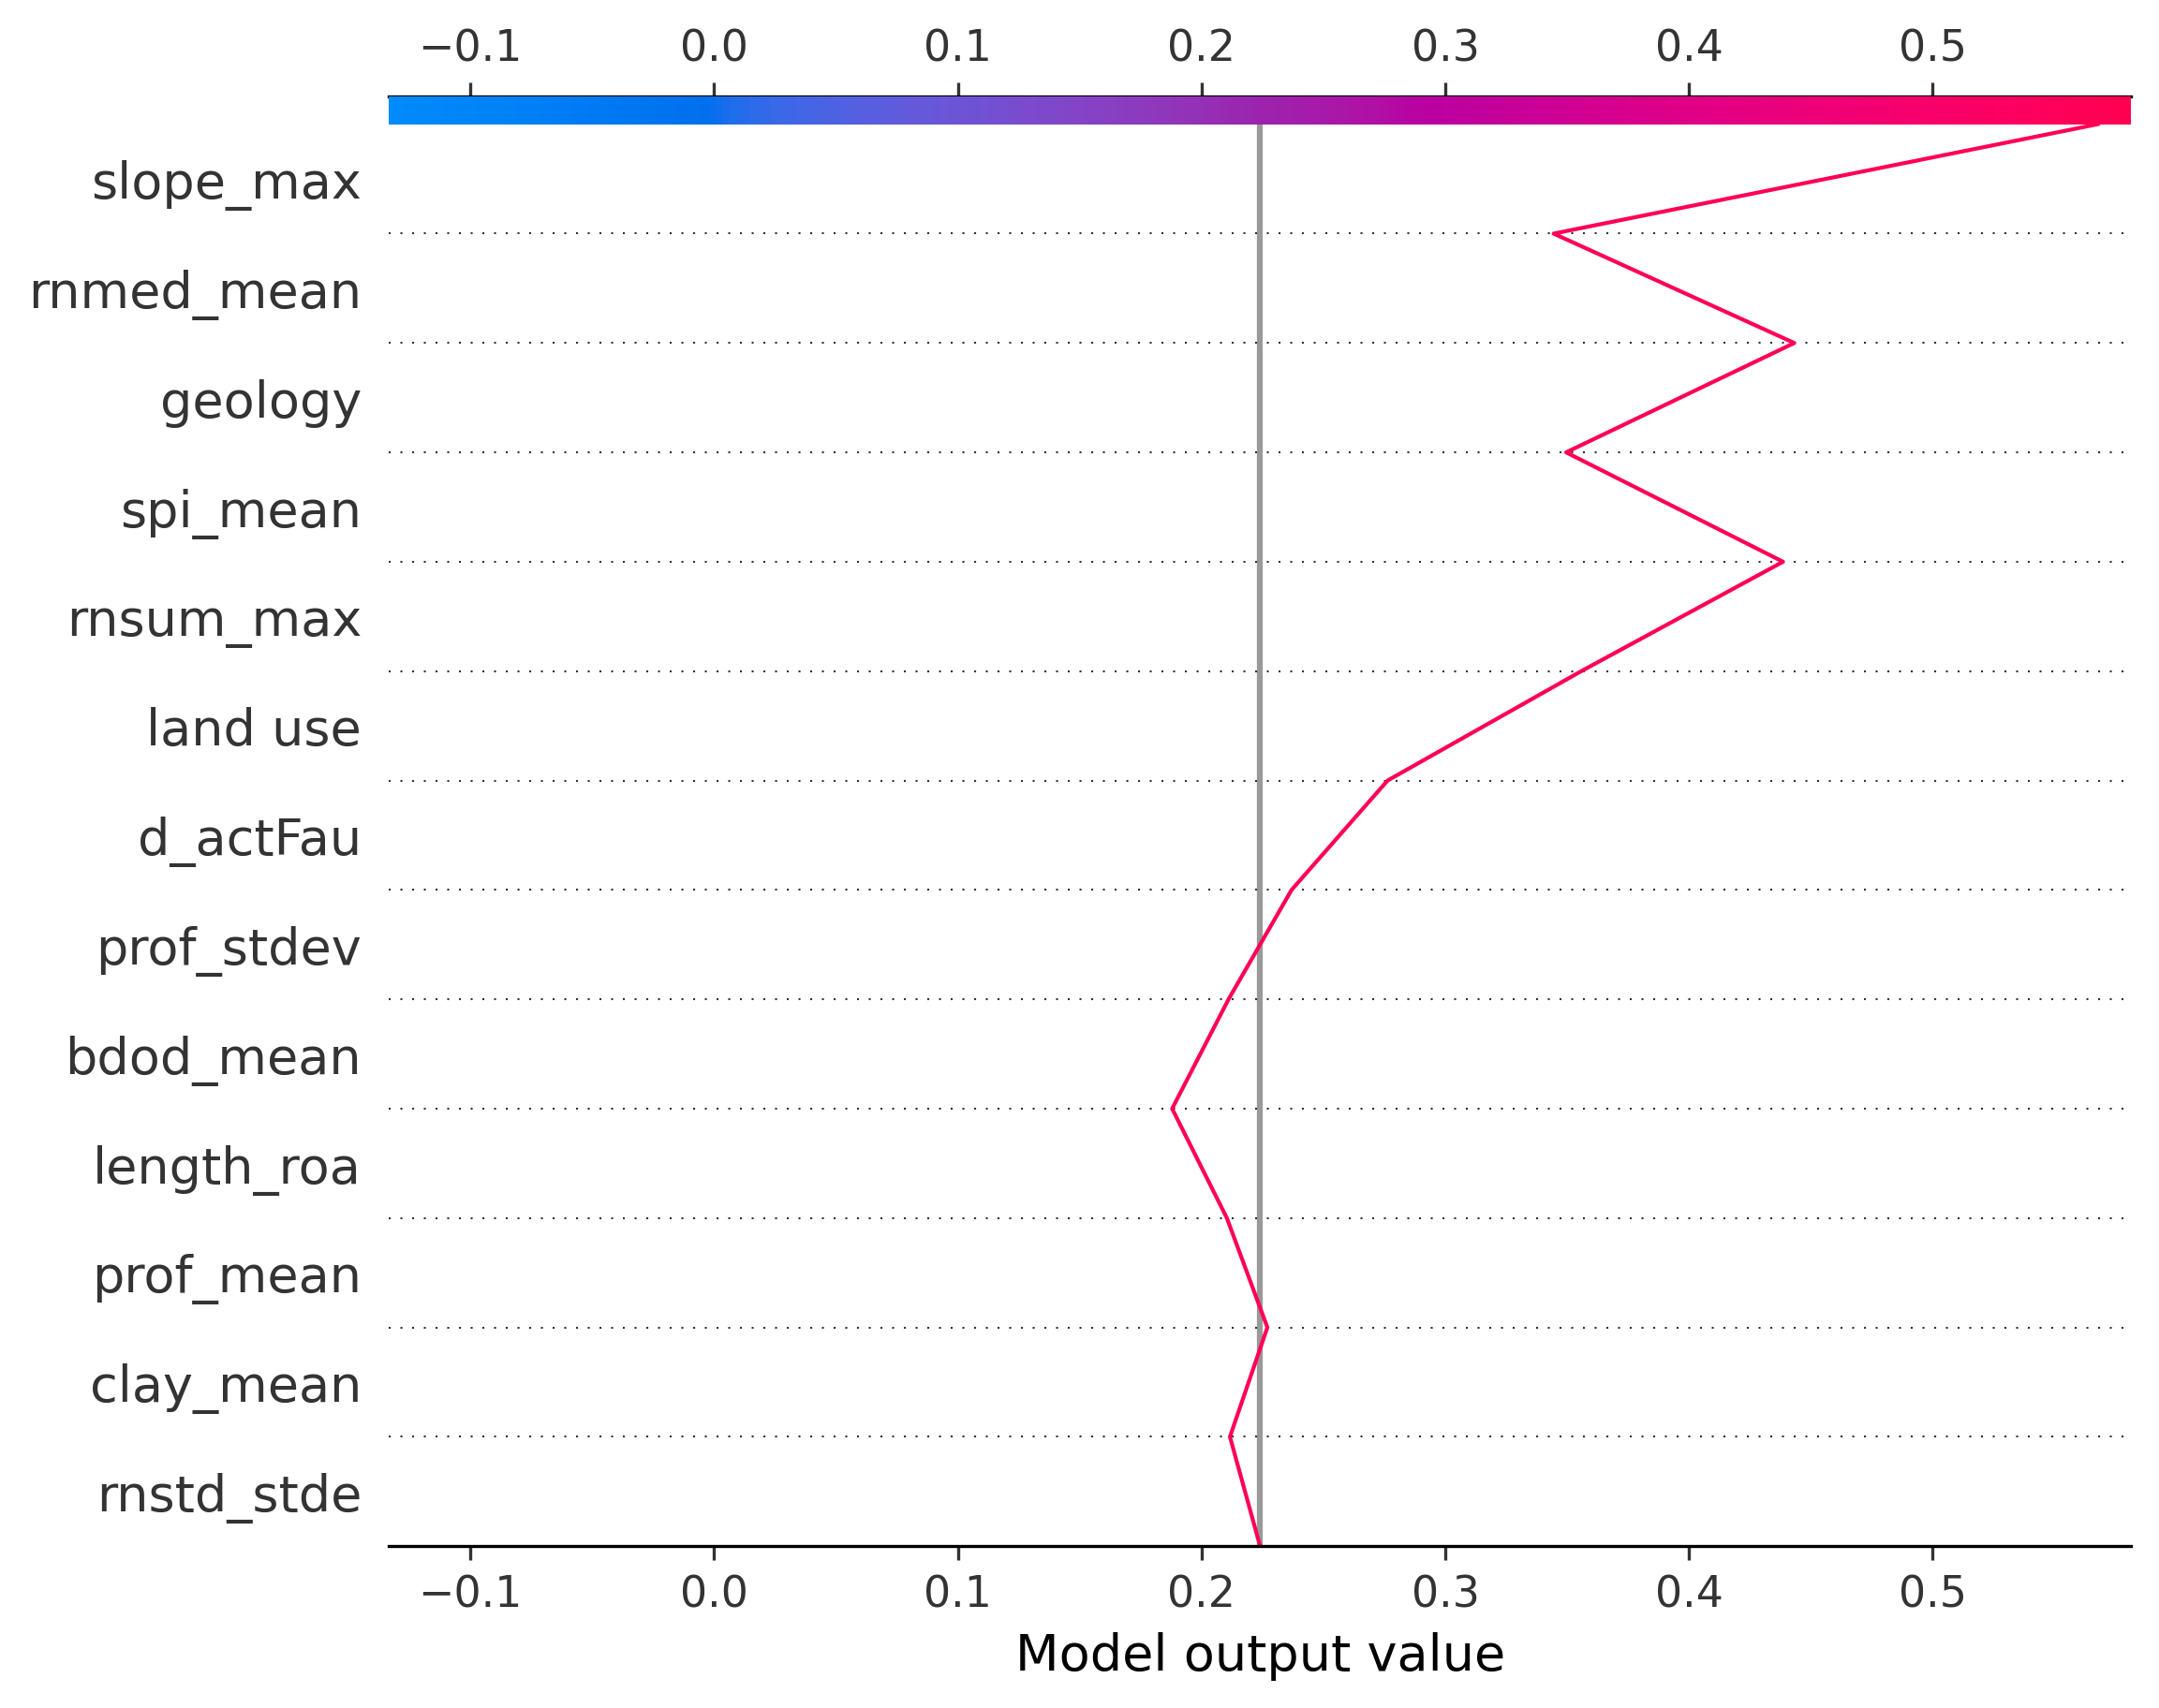 −0.1 0.0 0.1 0.2 0.3 0.4 0.5
slope_max
rnmed_mean
geology
spi_mean
rnsum_max
land use
d_actFau
prof_stdev
bdod_mean
length_roa
prof_mean
clay_mean
rnstd_stde
−0.1 0.0 0.1 0.2 0.3 0.4 0.5
Model output value